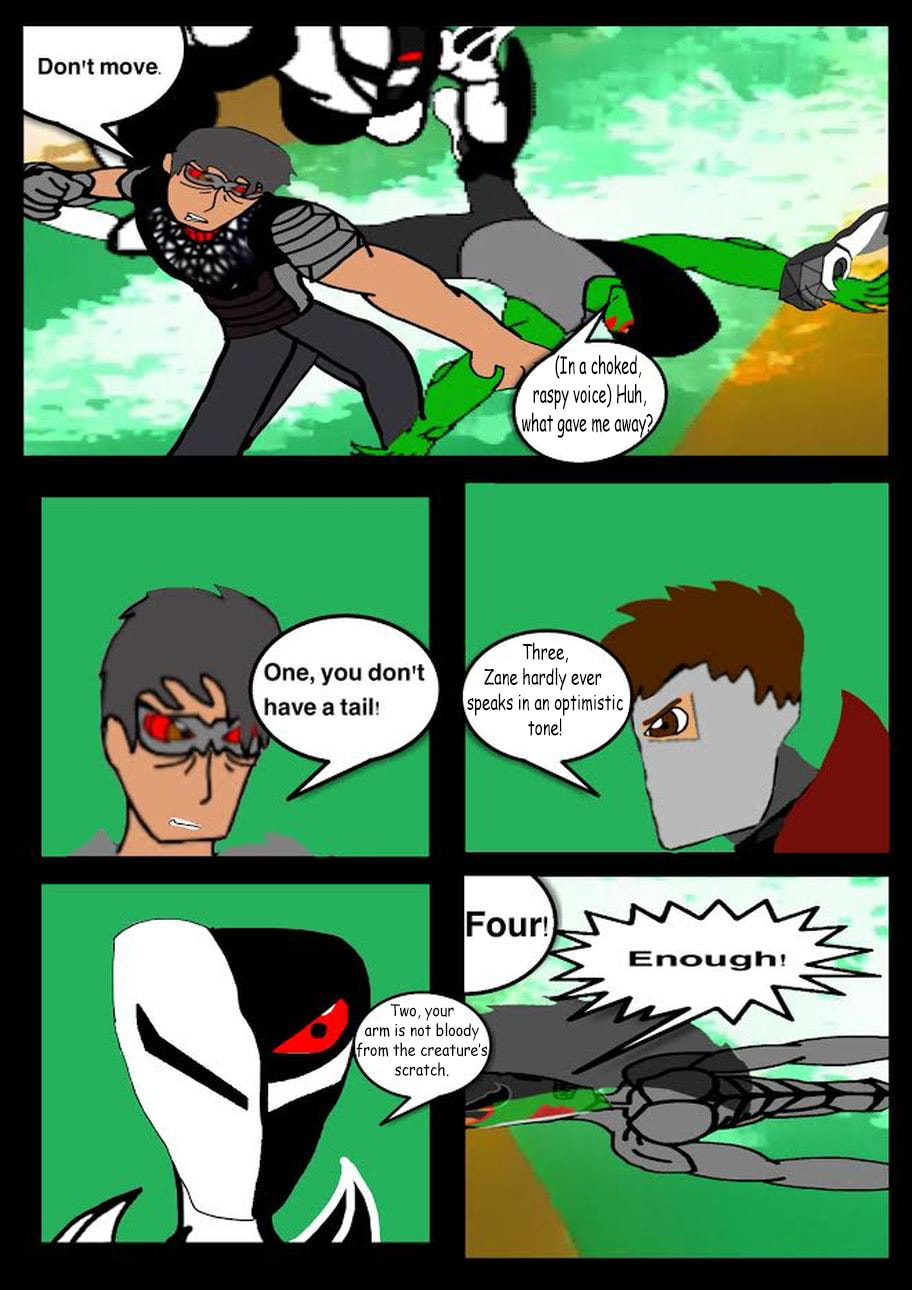 Don't move.
(In a choked,
raspy voice) Huh,
what gave me away?
One, you don't
have a tail!
Three,
Zane hardly ever
speaks in an optimistic
tone!
Two, your
arm is not bloody
from the creature's
scratch.
Four!
Enough!